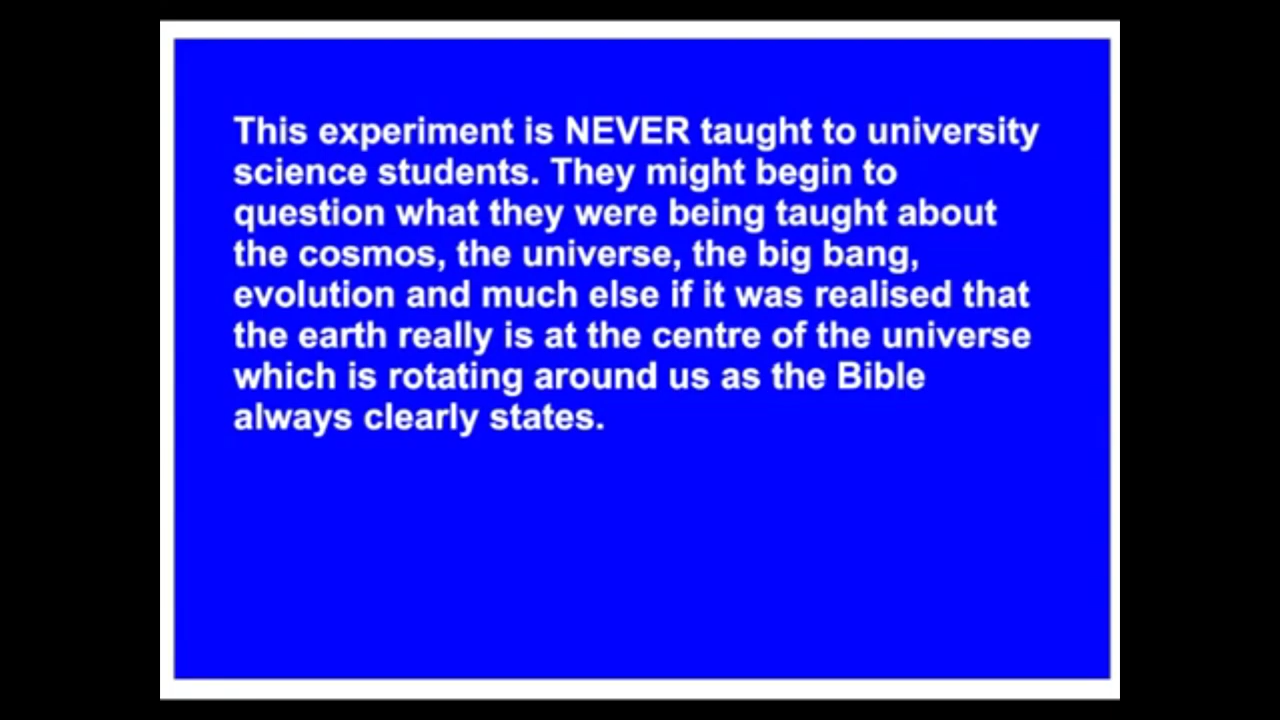 This experiment is NEVER taught to university
science students. They might begin to
question what they were being taught about
the cosmos, the universe, the big bang,
evolution and much else if it was realised that
the earth really is at the centre of the universe
which is rotating around us as the Bible
always clearly states.